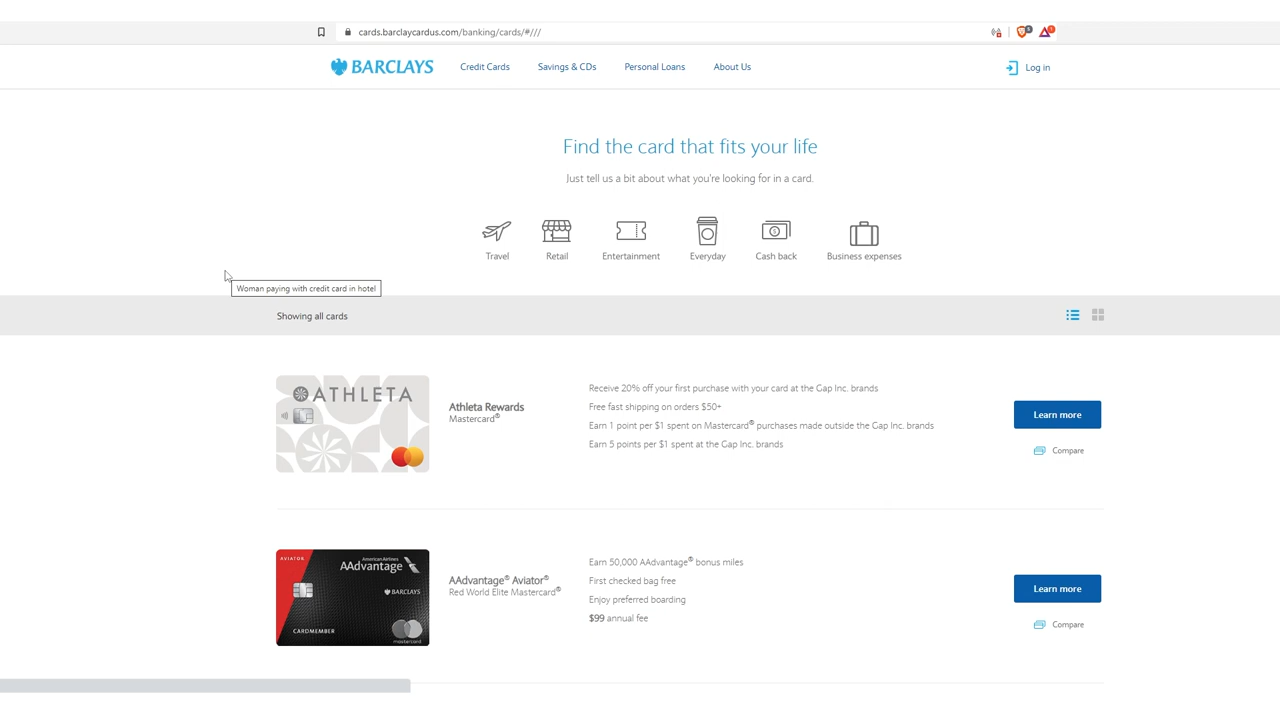 cards.barclaycardus.com/banking/cards/#///
BARCLAYS
Credit Cards Savings & CDs Personal Loans About Us Log in
Find the card that fits your life
Just tell us a bit about what you're looking for in a card.
Travel Retail Entertainment Everyday Cash back Business expenses
Woman paying with credit card in hotel
Showing all cards
ATHLETA
Athleta Rewards
Mastercard®
Receive 20% off your first purchase with your card at the Gap Inc. brands
Free fast shipping on orders $50+
Earn 1 point per $1 spent on Mastercard® purchases made outside the Gap Inc. brands
Earn 5 points per $1 spent at the Gap Inc. brands
Learn more
Compare
AVIATOR
American Airlines
AAdvantage
BARCLAYS
CARDMEMBER
mastercard
AAdvantage® Aviator®
Red World Elite Mastercard®
Earn 50,000 AAdvantage® bonus miles
First checked bag free
Enjoy preferred boarding
$99 annual fee
Learn more
Compare